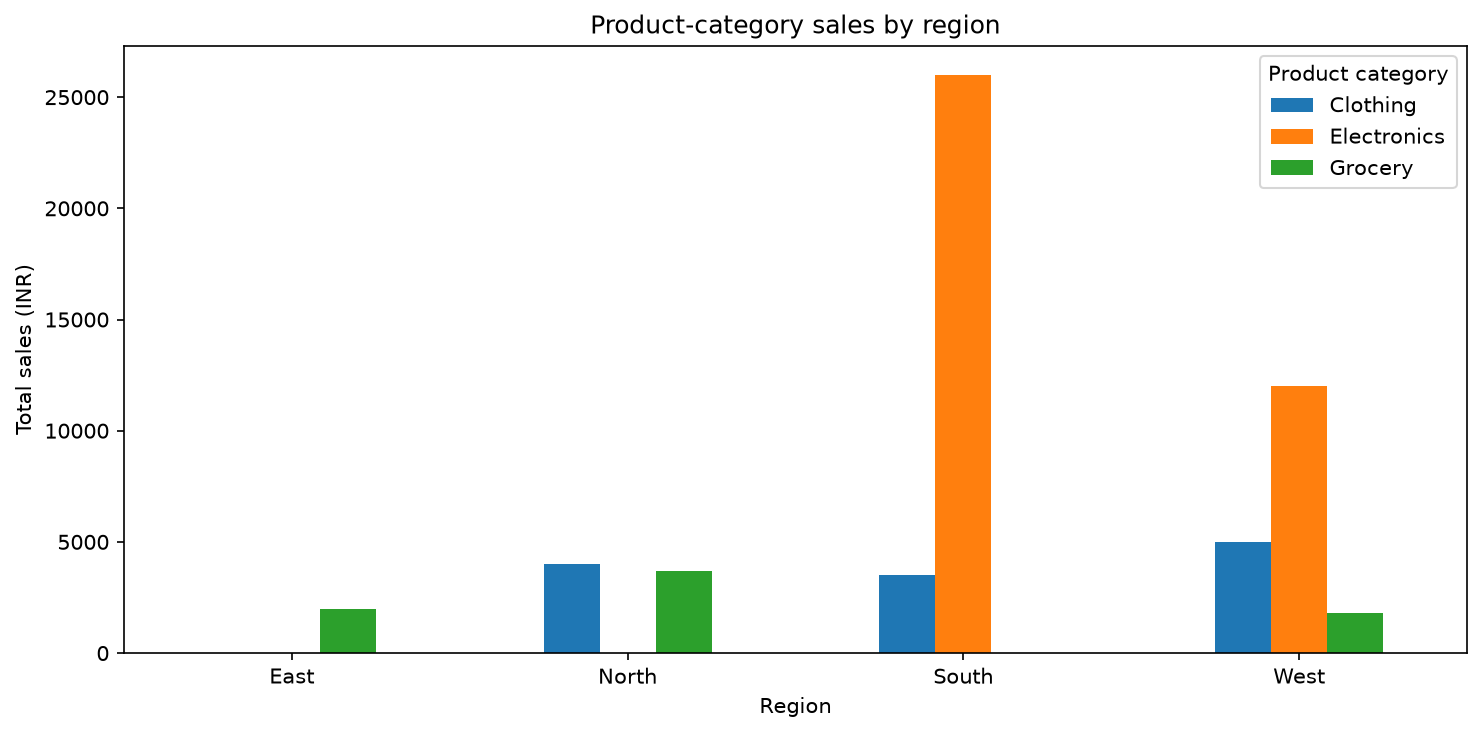 Product-category sales by region
Product category
Clothing
Electronics
Grocery
Total sales (INR)
25000
20000
15000
10000
5000
0
East
North
South
West
Region